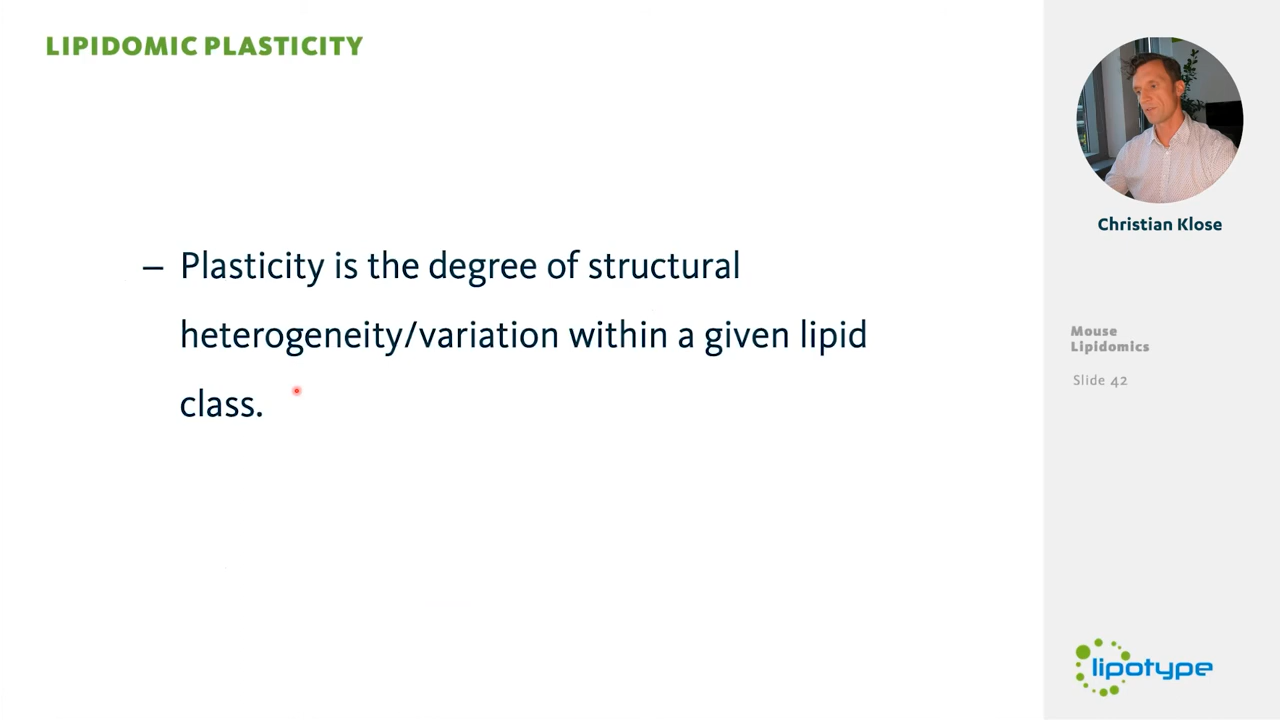 LIPIDOMIC PLASTICITY
– Plasticity is the degree of structural
heterogeneity/variation within a given lipid
class.
Christian Klose
Mouse
Lipidomics
Slide 42
lipotype